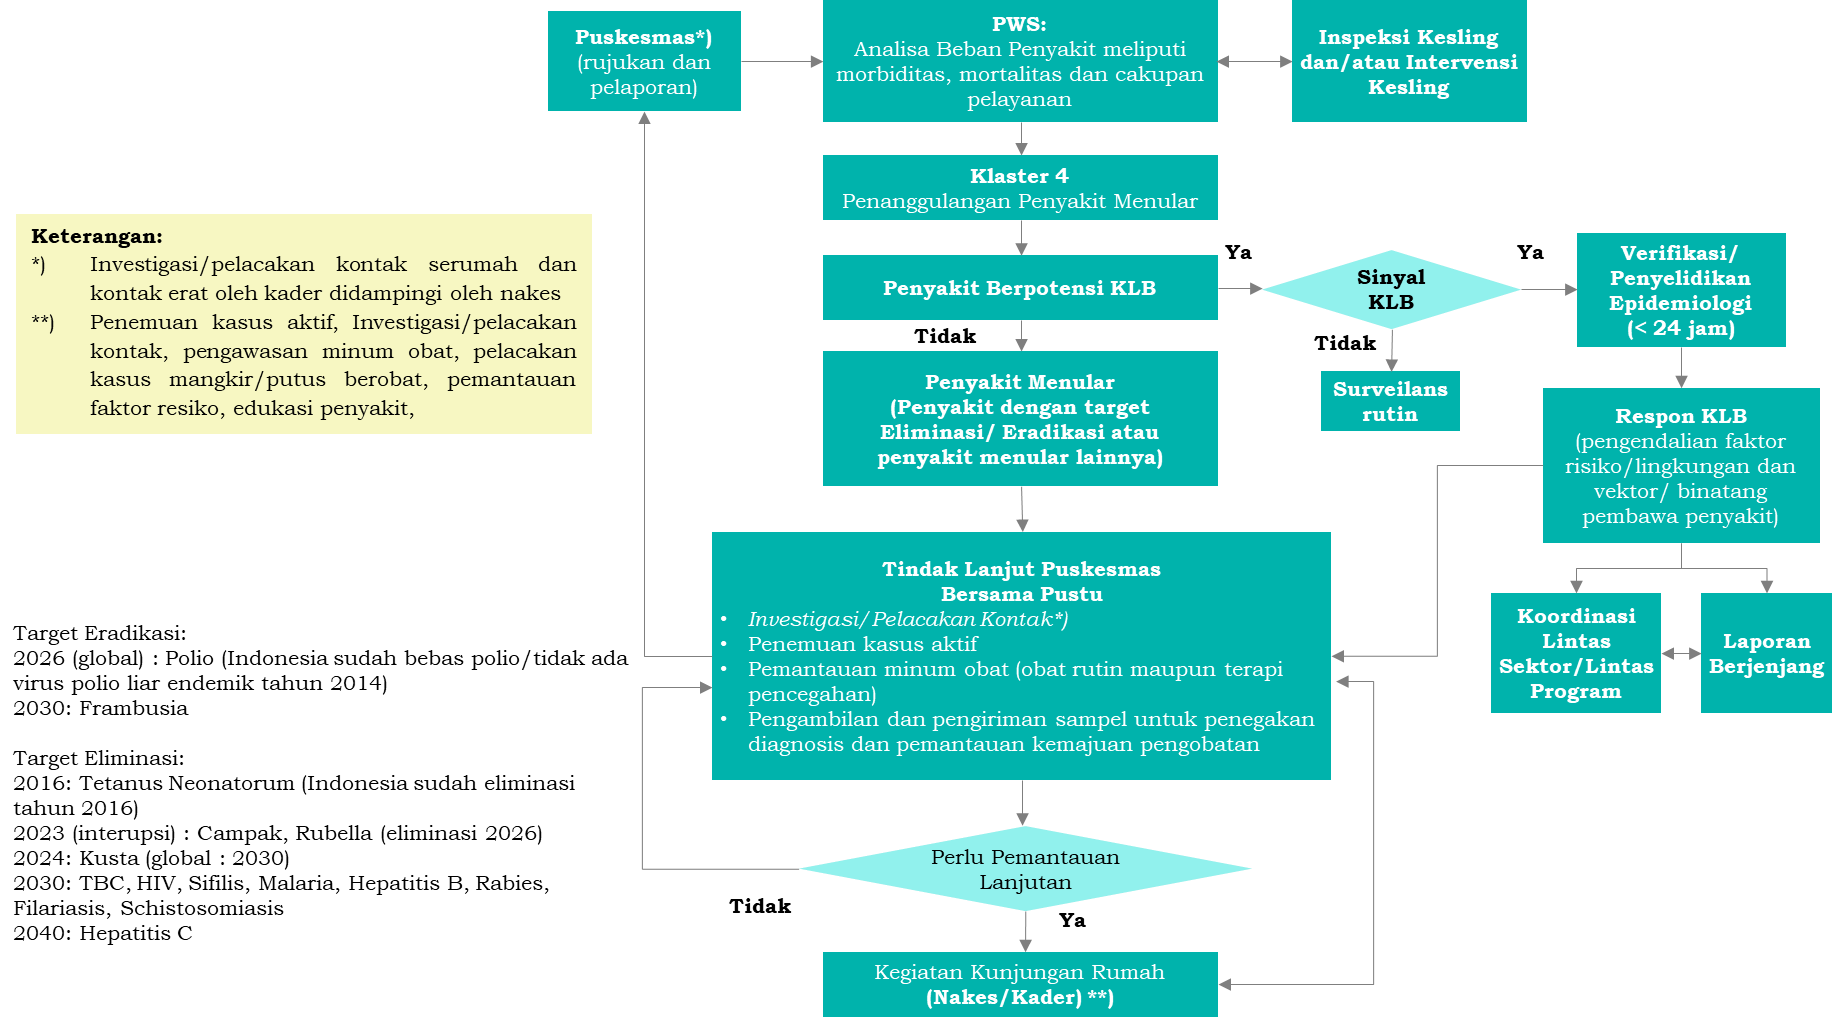 Puskesmas*)
(rujukan dan
pelaporan)
PWS:
Analisa Beban Penyakit meliputi
morbiditas, mortalitas dan cakupan
pelayanan
Inspeksi Kesling
dan/atau Intervensi
Kesling
Klaster 4
Penanggulangan Penyakit Menular
Keterangan:
*) Investigasi/pelacakan kontak serumah dan
kontak erat oleh kader didampingi oleh nakes
**) Penemuan kasus aktif, Investigasi/pelacakan
kontak, pengawasan minum obat, pelacakan
kasus mangkir/putus berobat, pemantauan
faktor resiko, edukasi penyakit,
Penyakit Berpotensi KLB
Ya
Sinyal
KLB
Ya
Verifikasi/
Penyelidikan
Epidemiologi
(< 24 jam)
Tidak
Tidak
Surveilans
rutin
Penyakit Menular
(Penyakit dengan target
Eliminasi/ Eradikasi atau
penyakit menular lainnya)
Respon KLB
(pengendalian faktor
risiko/lingkungan dan
vektor/ binatang
pembawa penyakit)
Tindak Lanjut Puskesmas
Bersama Pustu
• Investigasi/Pelacakan Kontak*)
• Penemuan kasus aktif
• Pemantauan minum obat (obat rutin maupun terapi
pencegahan)
• Pengambilan dan pengiriman sampel untuk penegakan
diagnosis dan pemantauan kemajuan pengobatan
Koordinasi
Lintas
Sektor/Lintas
Program
Laporan
Berjenjang
Target Eradikasi:
2026 (global) : Polio (Indonesia sudah bebas polio/tidak ada
virus polio liar endemik tahun 2014)
2030: Frambusia
Target Eliminasi:
2016: Tetanus Neonatorum (Indonesia sudah eliminasi
tahun 2016)
2023 (interupsi) : Campak, Rubella (eliminasi 2026)
2024: Kusta (global : 2030)
2030: TBC, HIV, Sifilis, Malaria, Hepatitis B, Rabies,
Filariasis, Schistosomiasis
2040: Hepatitis C
Perlu Pemantauan
Lanjutan
Tidak
Ya
Kegiatan Kunjungan Rumah
(Nakes/Kader) **)